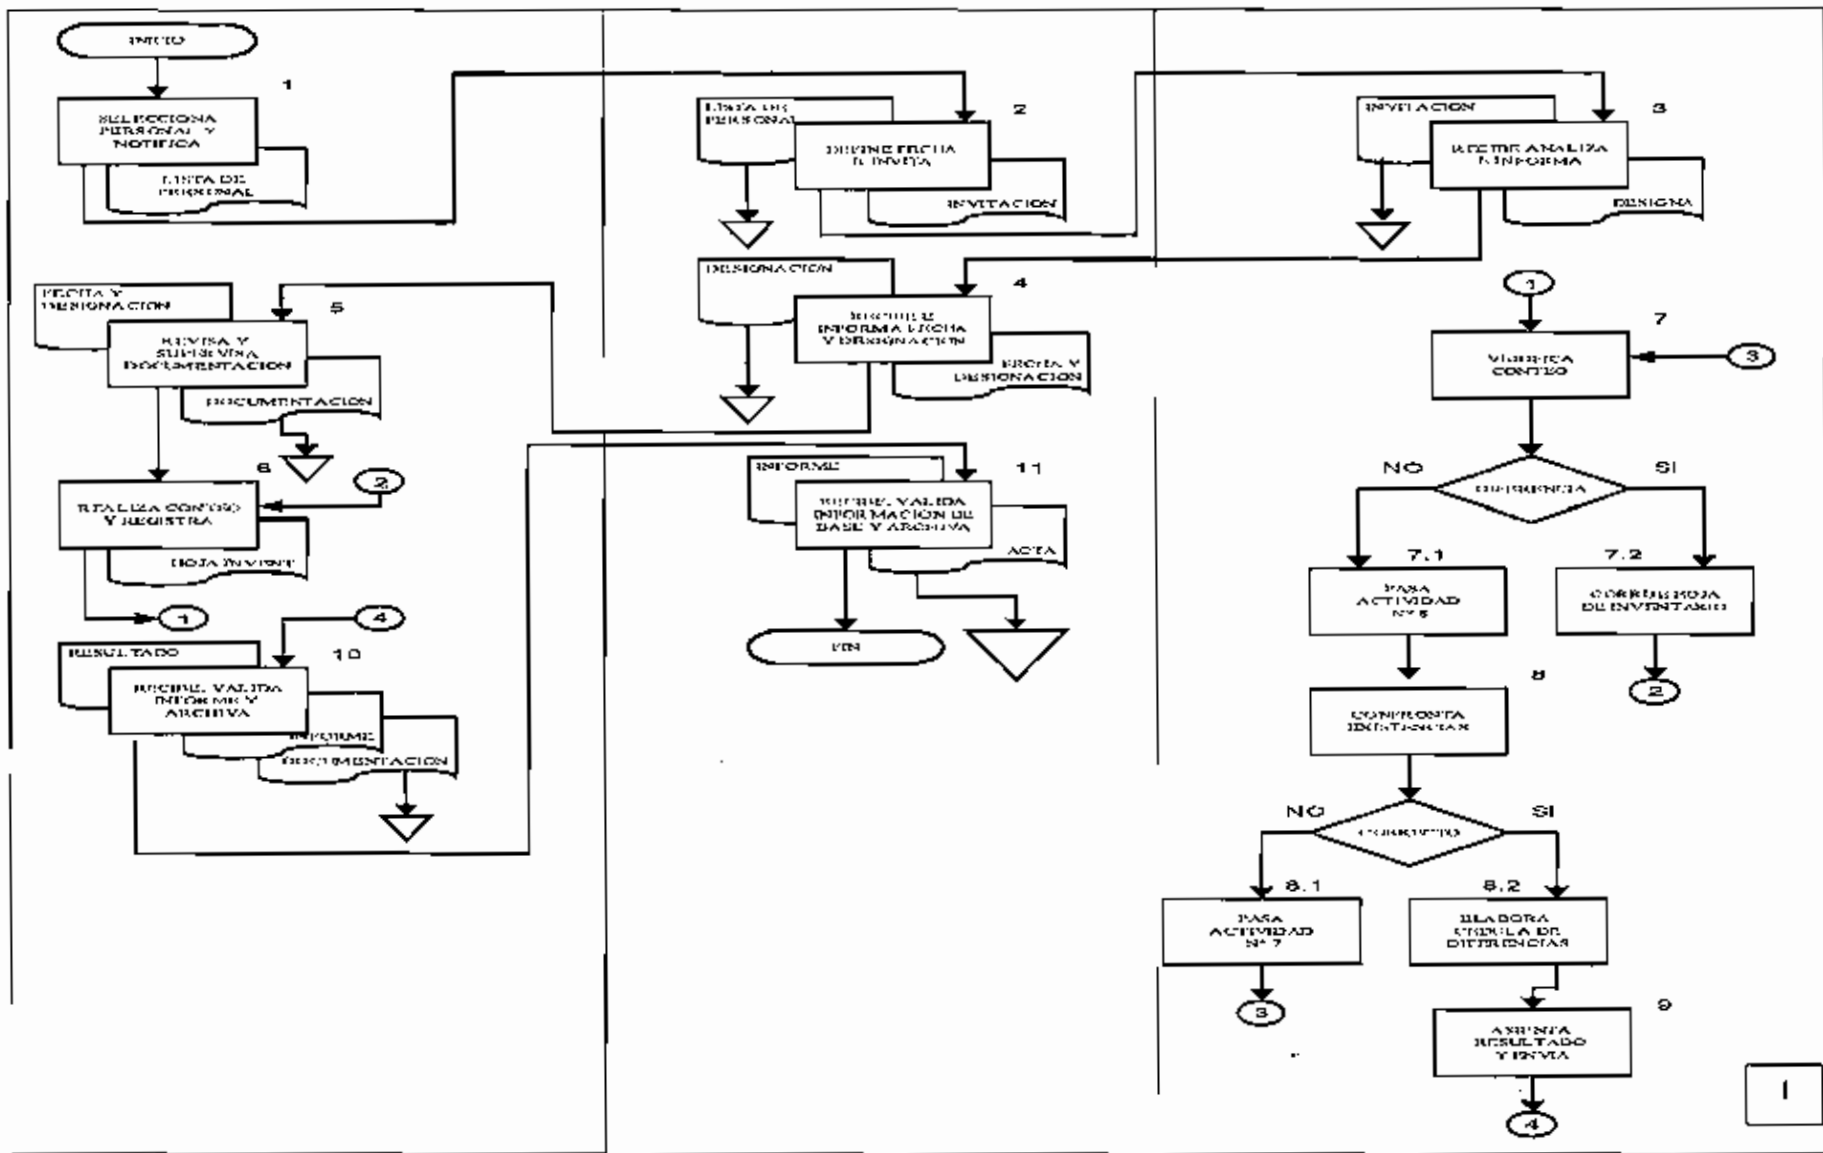 INICIO
1
SELECCIONA
PERSONAL Y
NOTIFICA
LISTA DE
PERSONAL
LISTA DE
PERSONAL
2
DEFINE FECHA
E INVITA
INVITACION
INVITACION
3
RECIBE ANALIZA
E INFORMA
DESIGNA
DESIGNACION
4
RECIBE E
INFORMA FECHA
Y DESIGNACION
FECHA Y
DESIGNACION
FECHA Y
DESIGNACION
5
REVISA Y
SUPERVISA
DOCUMENTACION
DOCUMENTACION
6
2
REALIZA CONTEO
Y REGISTRA
HOJA INVENT
1
4
RESULTADO
10
RECIBE, VALIDA
INFORME Y
ARCHIVA
INFORME
DOCUMENTACION
INFORME
11
RECIBE, VALIDA
INFORMACION DE
BASE Y ARCHIVA
ACTA
FIN
1
7
VERIFICA
CONTEO
3
NO
SI
DIFERENCIA
7.1
PASA
ACTIVIDAD
Nº 8
7.2
CORRIGE HOJA
DE INVENTARIO
2
8
CONFRONTA
EXISTENCIAS
NO
SI
CORRECTO
8.1
PASA
ACTIVIDAD
Nº 7
3
8.2
ELABORA
CEDULA DE
DIFERENCIAS
9
ASIENTA
RESULTADO
Y ENVIA
4
1